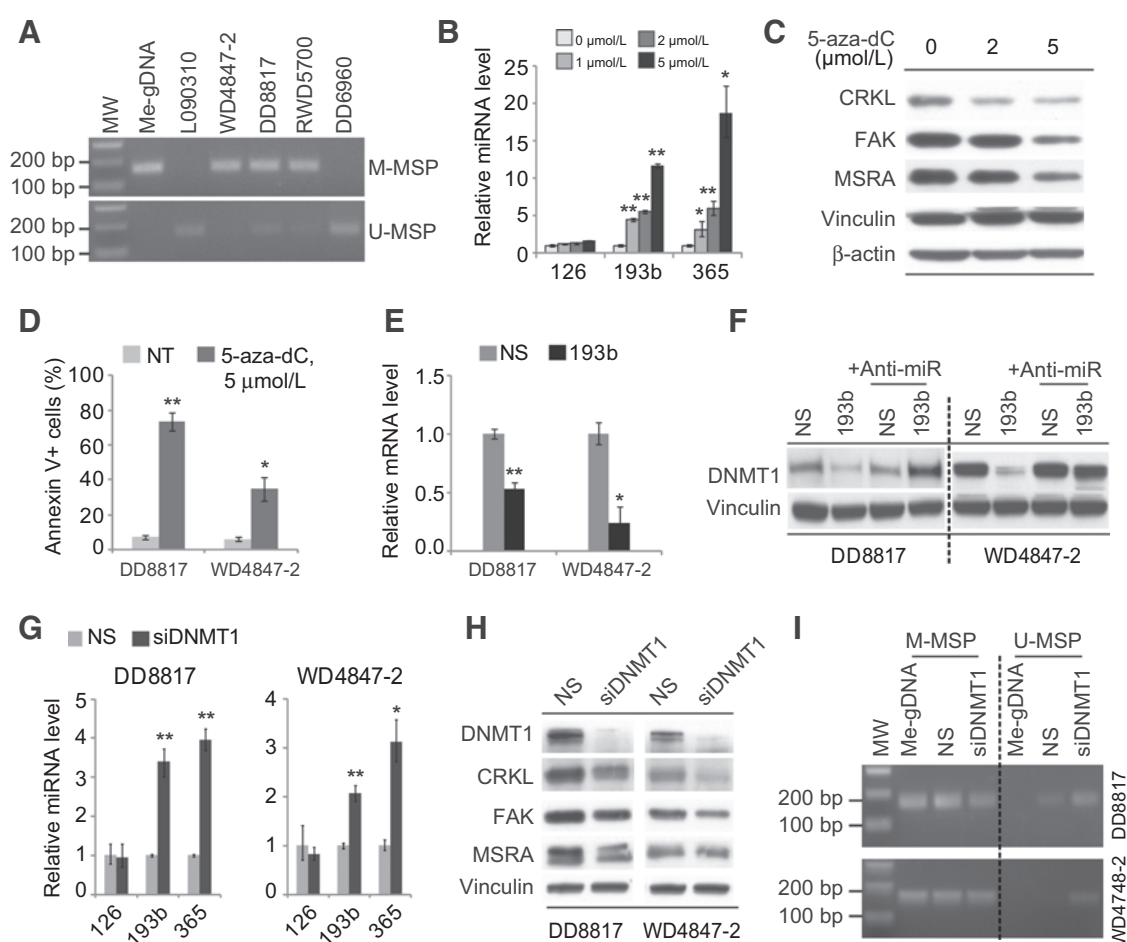 A
MW
Me-gDNA
L090310
WD4847-2
DD8817
RWD5700
DD6960
200 bp
100 bp
M-MSP
200 bp
100 bp
U-MSP
B
0 µmol/L
2 µmol/L
1 µmol/L
5 µmol/L
Relative miRNA level
25
20
15
10
5
0
**
**
**
*
**
*
126
193b
365
C
5-aza-dC
(µmol/L)
0
2
5
CRKL
FAK
MSRA
Vinculin
β-actin
D
NT
5-aza-dC,
5 µmol/L
Annexin V+ cells (%)
100
80
60
40
20
0
**
*
DD8817
WD4847-2
E
NS
193b
Relative mRNA level
1.5
1.0
0.5
0.0
**
*
DD8817
WD4847-2
F
+Anti-miR
+Anti-miR
NS
193b
NS
193b
NS
193b
NS
193b
DNMT1
Vinculin
DD8817
WD4847-2
G
NS
siDNMT1
DD8817
WD4847-2
Relative miRNA level
5
4
3
2
1
0
**
**
126
193b
365
4
3
2
1
0
**
*
126
193b
365
H
NS
siDNMT1
NS
siDNMT1
DNMT1
CRKL
FAK
MSRA
Vinculin
DD8817
WD4847-2
I
M-MSP
U-MSP
MW
Me-gDNA
NS
siDNMT1
Me-gDNA
NS
siDNMT1
200 bp
100 bp
DD8817
200 bp
100 bp
WD4748-2